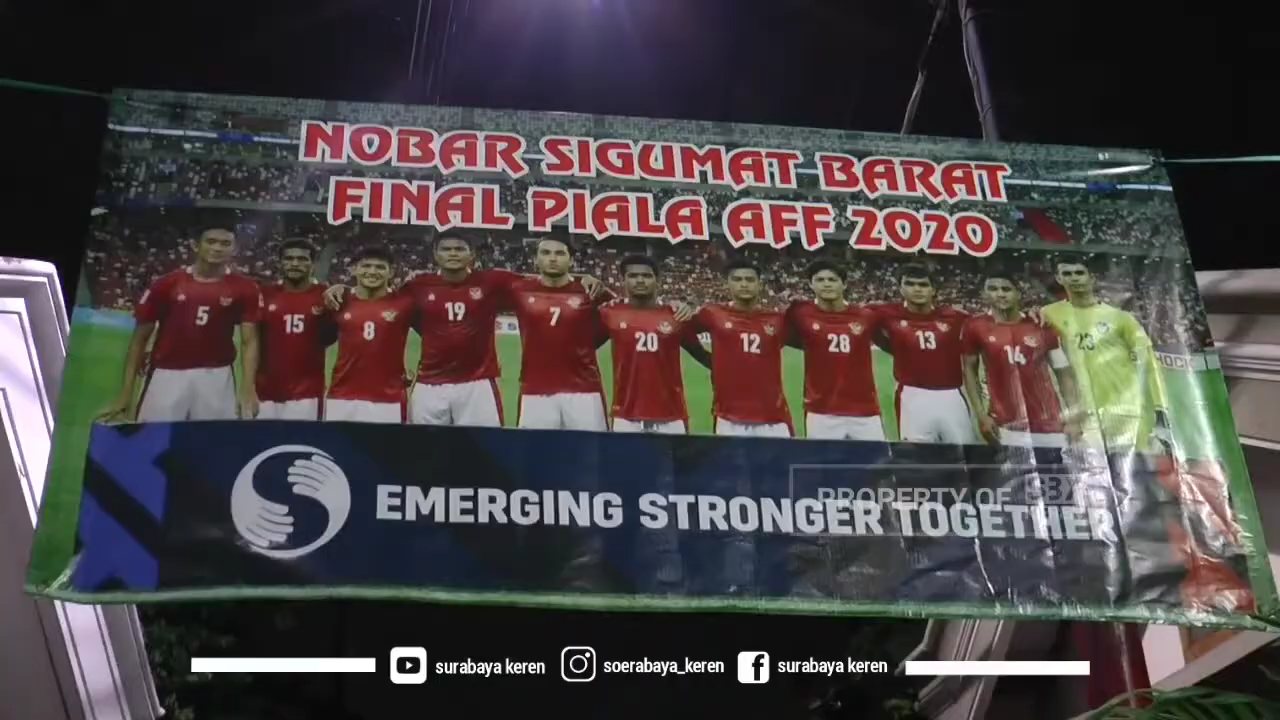 NOBAR SIGUMAT BARAT
FINAL PIALA AFF 2020
5 15 8 19 7 20 12 28 13 14 23
EMERGING STRONGER TOGETHER
PROPERTY OF
surabaya keren soerabaya_keren surabaya keren